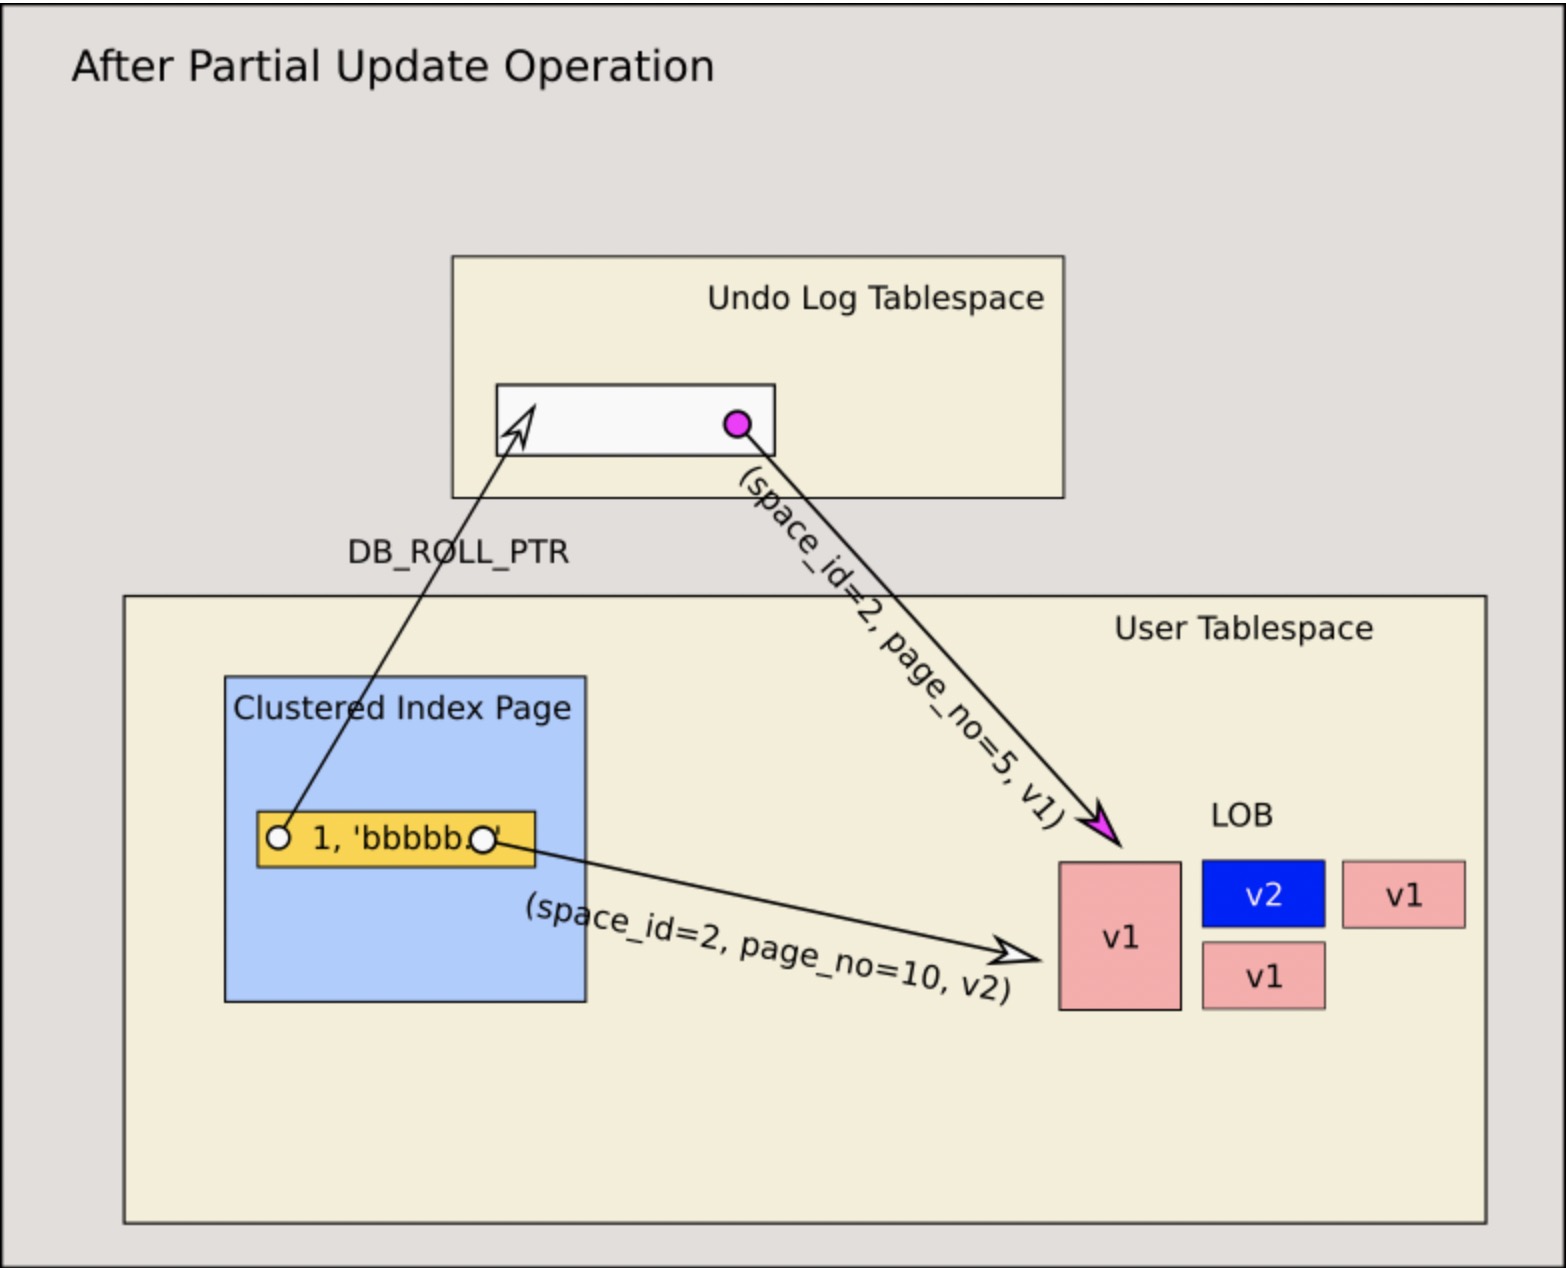 After Partial Update Operation
Undo Log Tablespace
(space_id=2, page_no=5, v1)
DB_ROLL_PTR
User Tablespace
Clustered Index Page
1, 'bbbbb.'
LOB
v2
v1
v1
v1
(space_id=2, page_no=10, v2)